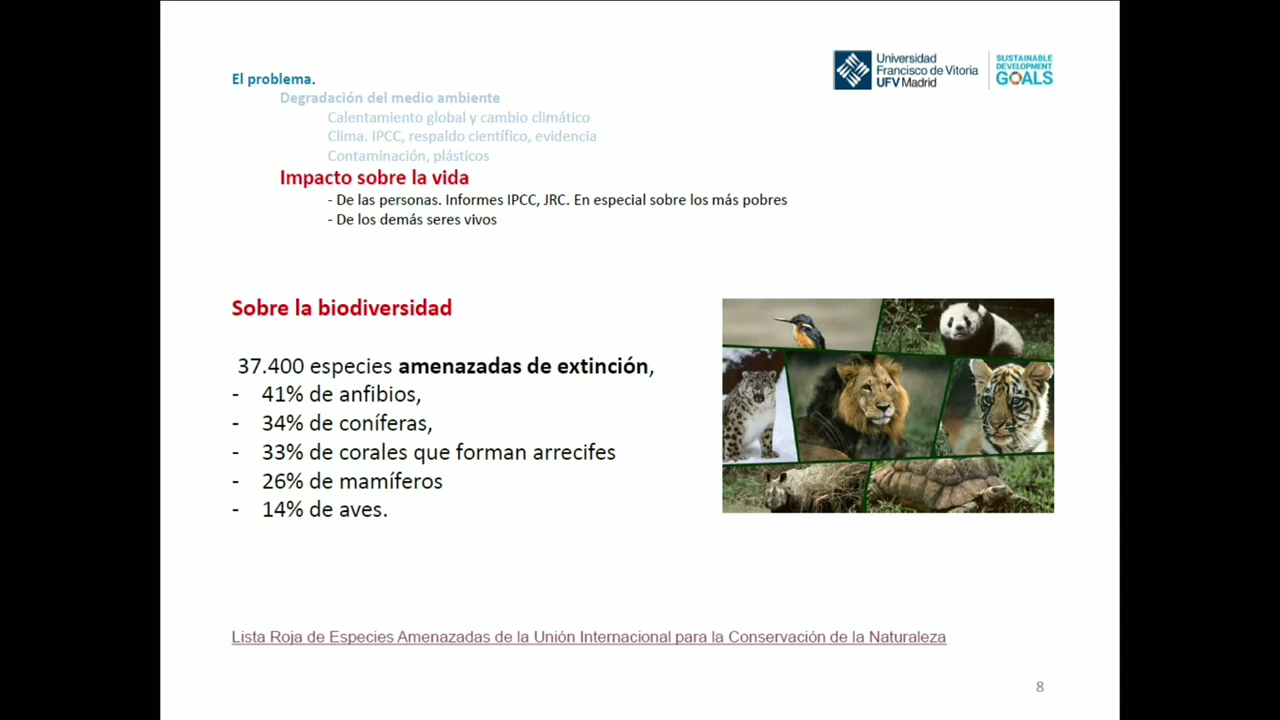 El problema.
Degradación del medio ambiente
Calentamiento global y cambio climático
Clima. IPCC, respaldo científico, evidencia
Contaminación, plásticos
Impacto sobre la vida
- De las personas. Informes IPCC, JRC. En especial sobre los más pobres
- De los demás seres vivos
Universidad
Francisco de Vitoria
UFV Madrid
SUSTAINABLE
DEVELOPMENT
GOALS
Sobre la biodiversidad
37.400 especies amenazadas de extinción,
- 41% de anfibios,
- 34% de coníferas,
- 33% de corales que forman arrecifes
- 26% de mamíferos
- 14% de aves.
Lista Roja de Especies Amenazadas de la Unión Internacional para la Conservación de la Naturaleza
8